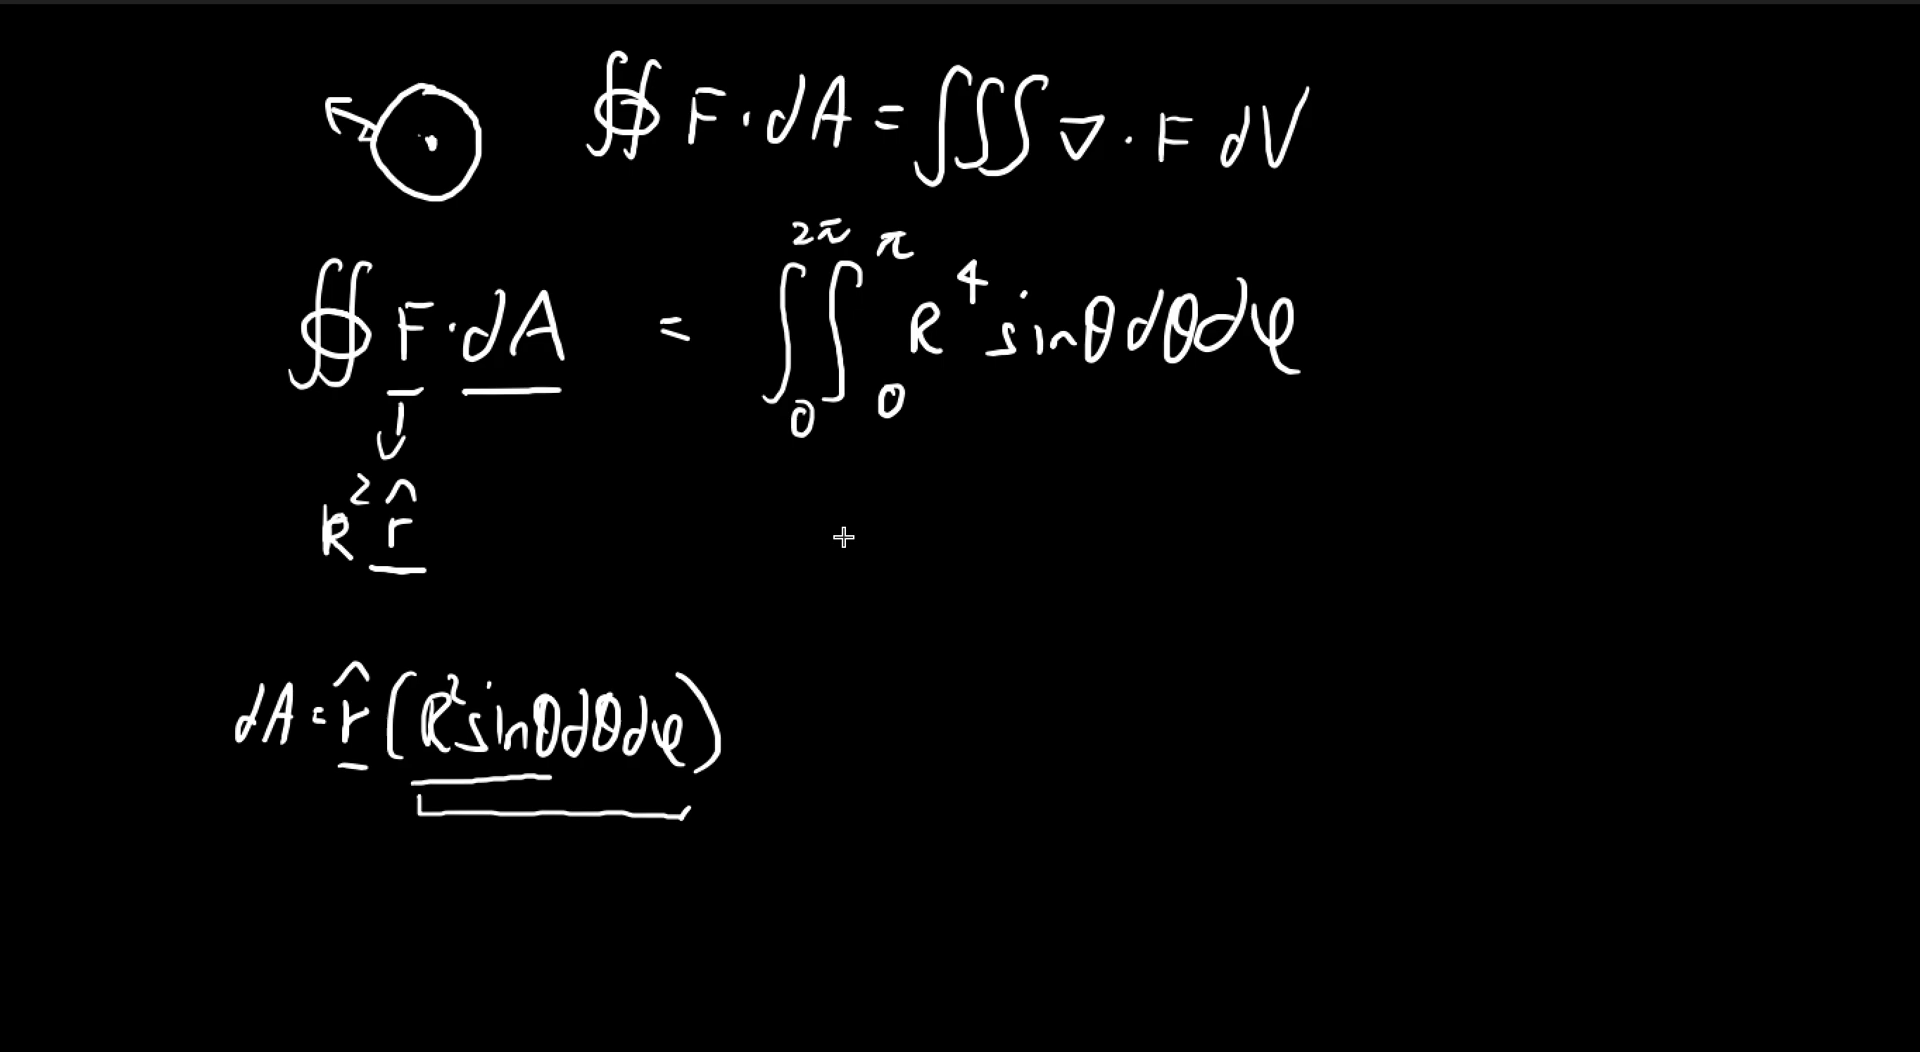 ∯ F · dA = ∭ ∇ · F dV
∯ F · dA = ∫₀^{2π} ∫₀^{π} R⁴ sinθ dθ dφ
R² r̂
dA = r̂ (R² sinθ dθ dφ)